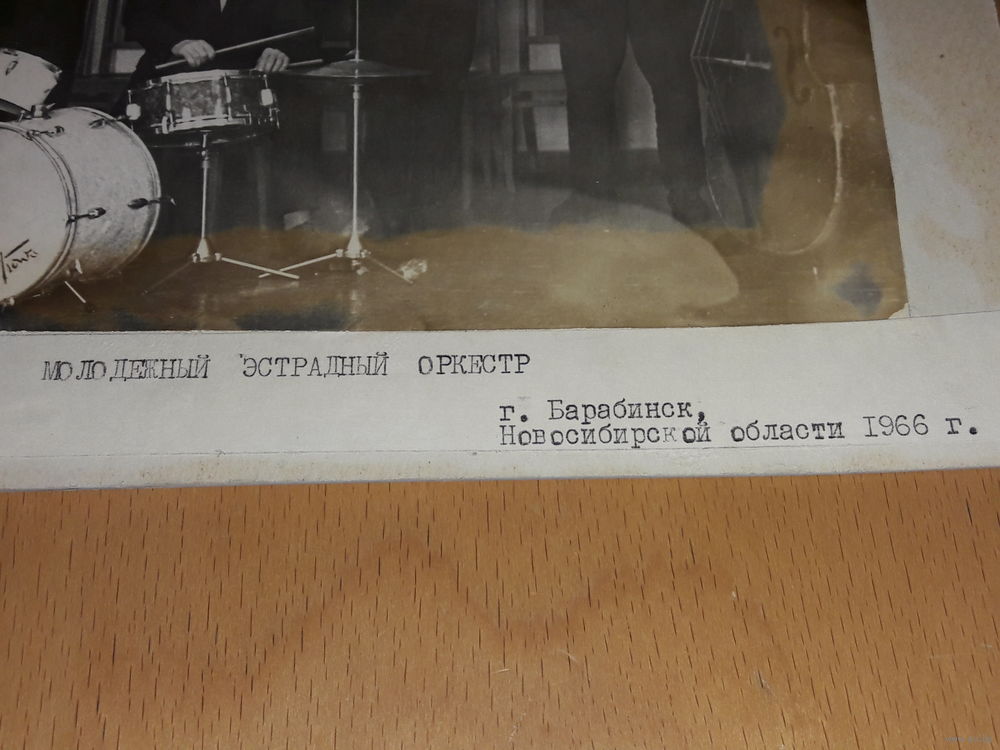 МОЛОДЕЖНЫЙ ЭСТРАДНЫЙ ОРКЕСТР
г. Барабинск,
Новосибирской области 1966 г.